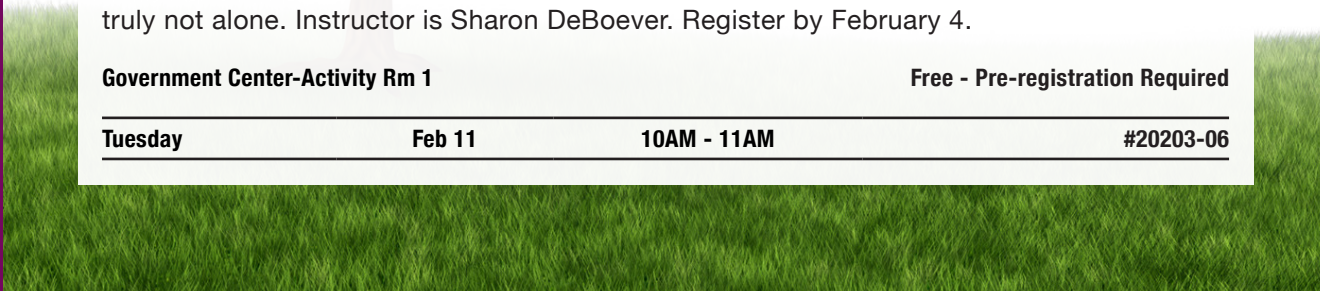 truly not alone. Instructor is Sharon DeBoever. Register by February 4.
Government Center-Activity Rm 1 Free - Pre-registration Required
Tuesday Feb 11 10AM - 11AM #20203-06